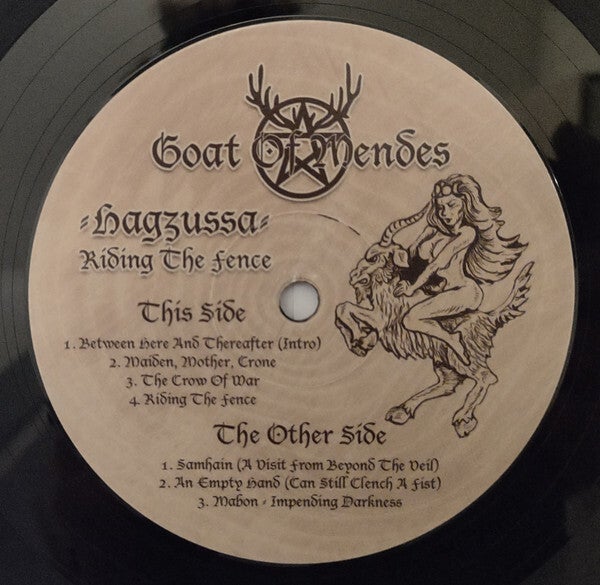 Goat Of Mendes
-Hagzussa-
Riding The Fence
This Side
1. Between Here And Thereafter (Intro)
2. Maiden, Mother, Crone
3. The Crow Of War
4. Riding The Fence
The Other Side
1. Samhain (A Visit From Beyond The Veil)
2. An Empty Hand (Can Still Clench A Fist)
3. Mabon - Impending Darkness